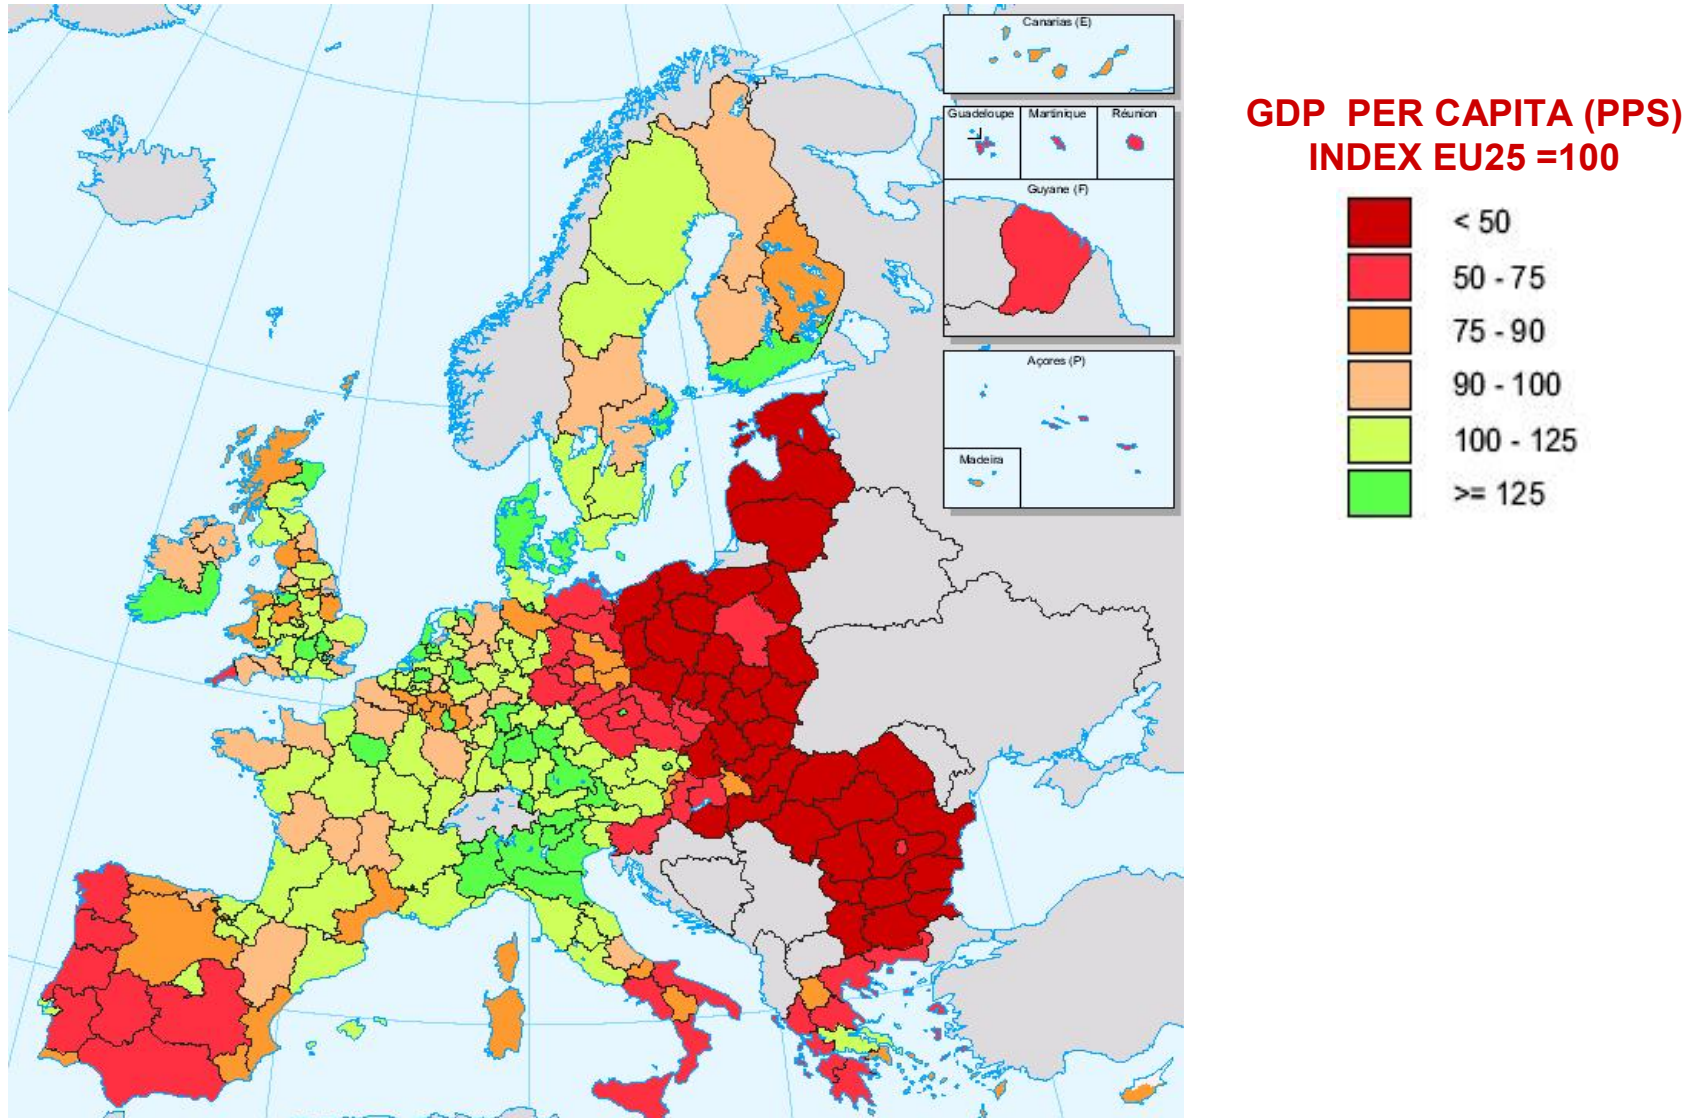 Canarias (E)
Guadeloupe
Martinique
Réunion
Guyane (F)
Açores (P)
Madeira
GDP PER CAPITA (PPS)
INDEX EU25 =100
< 50
50 - 75
75 - 90
90 - 100
100 - 125
>= 125